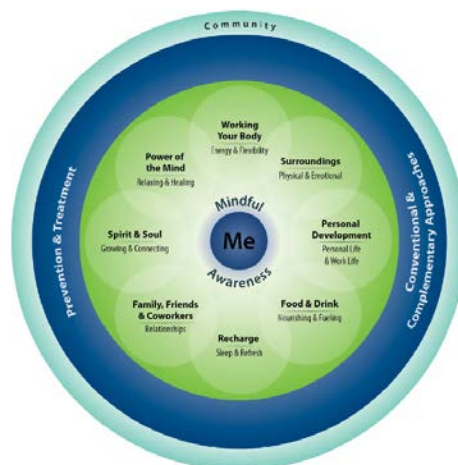 Community
Working
Your Body
Energy & Flexibility
Surroundings
Physical & Emotional
Personal
Development
Personal Life
& Work Life
Food & Drink
Nourishing & Fueling
Recharge
Sleep & Refresh
Family, Friends
& Coworkers
Relationships
Spirit & Soul
Growing & Connecting
Power of
the Mind
Relaxing & Healing
Mindful
Me
Awareness
Prevention & Treatment
Conventional &
Complementary Approaches